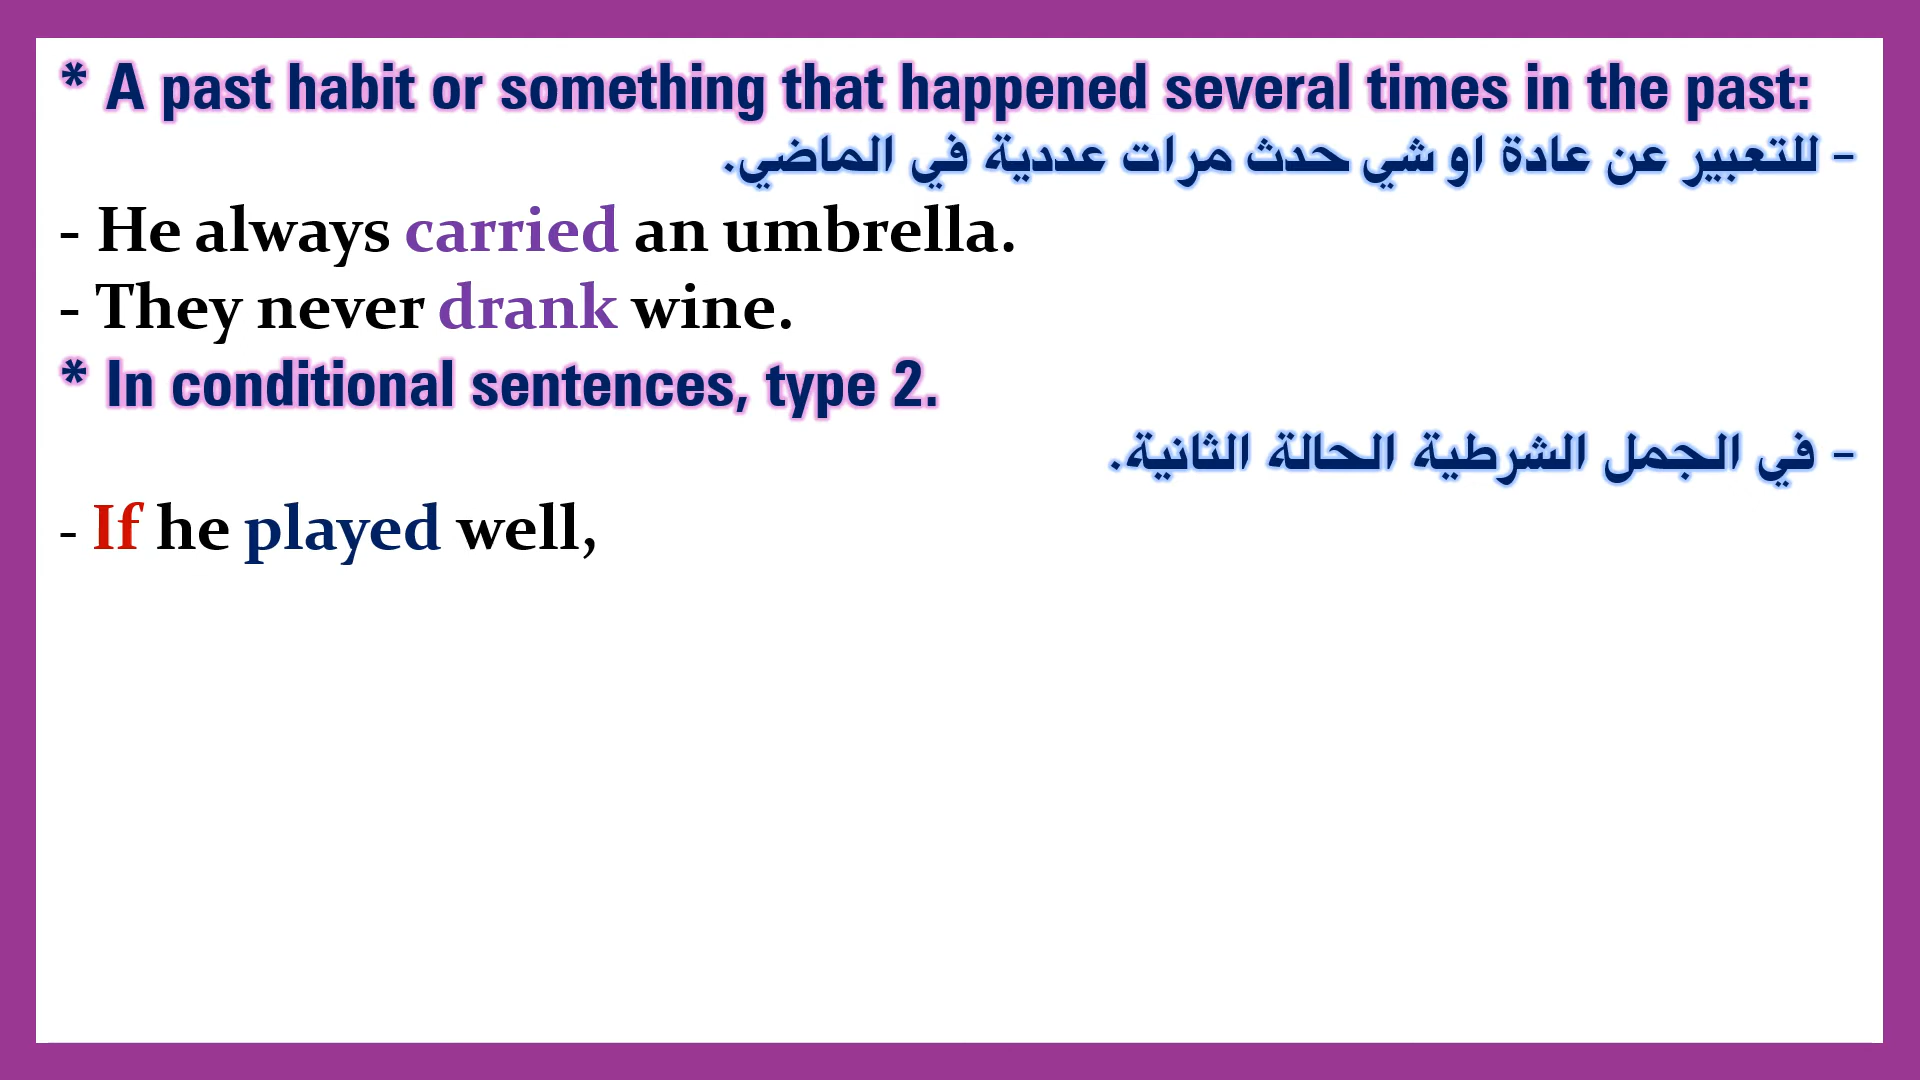 * A past habit or something that happened several times in the past:
- للتعبير عن عادة او شي حدث مرات عددية في الماضي.
- He always carried an umbrella.
- They never drank wine.
* In conditional sentences, type 2.
- في الجمل الشرطية الحالة الثانية.
- If he played well,